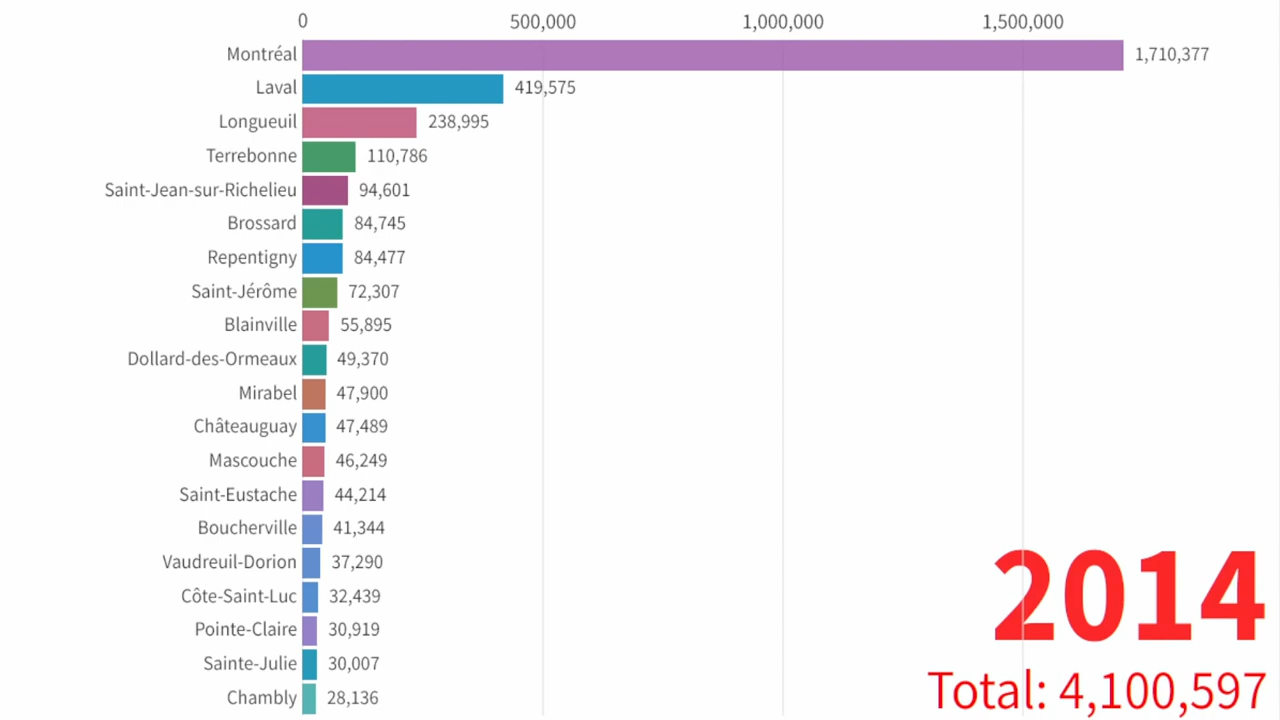 0 500,000 1,000,000 1,500,000
Montréal 1,710,377
Laval 419,575
Longueuil 238,995
Terrebonne 110,786
Saint-Jean-sur-Richelieu 94,601
Brossard 84,745
Repentigny 84,477
Saint-Jérôme 72,307
Blainville 55,895
Dollard-des-Ormeaux 49,370
Mirabel 47,900
Châteauguay 47,489
Mascouche 46,249
Saint-Eustache 44,214
Boucherville 41,344
Vaudreuil-Dorion 37,290
Côte-Saint-Luc 32,439
Pointe-Claire 30,919
Sainte-Julie 30,007
Chambly 28,136
2014
Total: 4,100,597